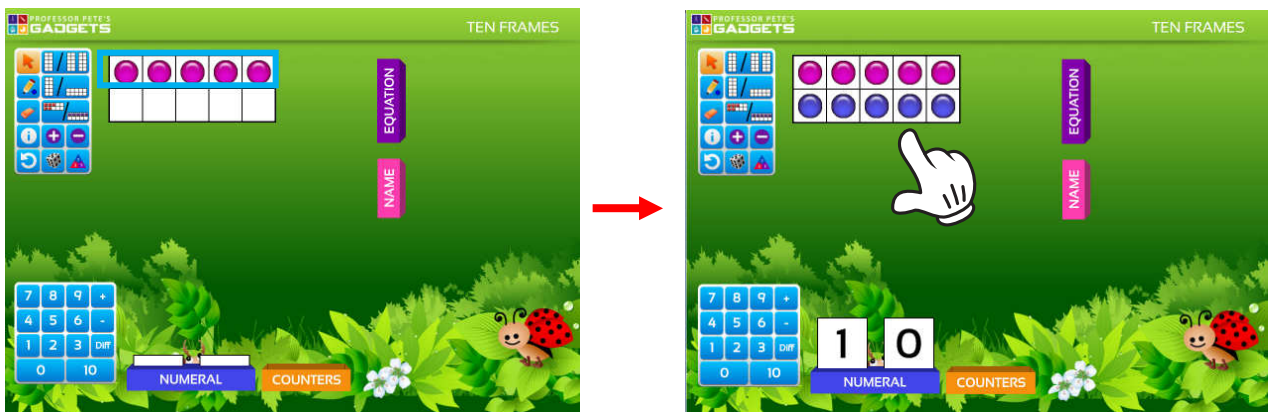 PROFESSOR PETE'S
GADGETS
TEN FRAMES
EQUATION
NAME
7 8 9 +
4 5 6 -
1 2 3 Diff
0 10
NUMERAL
COUNTERS
PROFESSOR PETE'S
GADGETS
TEN FRAMES
EQUATION
NAME
7 8 9 +
4 5 6 -
1 2 3 Diff
0 10
1 0
NUMERAL
COUNTERS